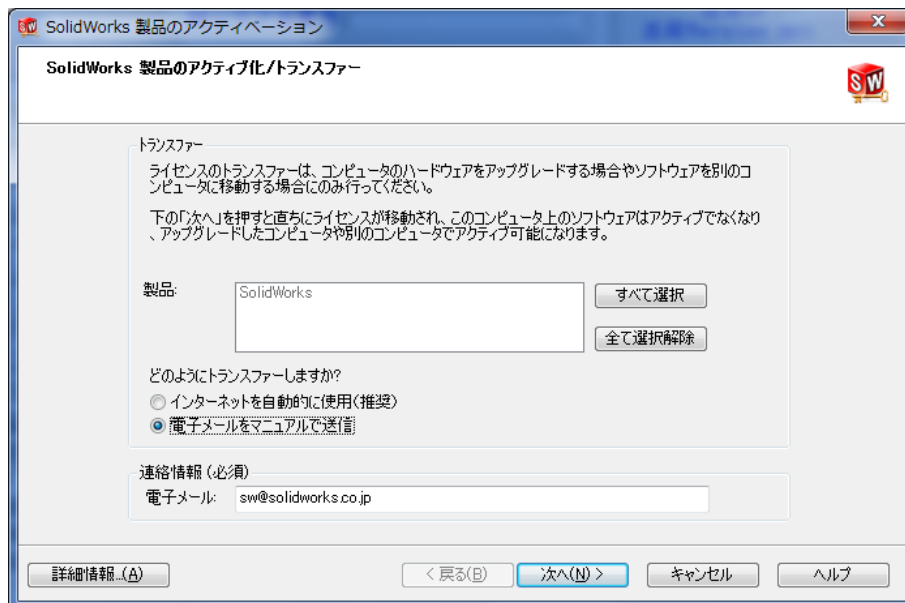 SolidWorks 製品のアクティベーション
SolidWorks 製品のアクティブ化/トランスファー
SW
トランスファー
ライセンスのトランスファーは、コンピュータのハードウェアをアップグレードする場合やソフトウェアを別のコ
ンピュータに移動する場合にのみ行ってください。
下の「次へ」を押すと直ちにライセンスが移動され、このコンピュータ上のソフトウェアはアクティブでなくなり
、アップグレードしたコンピュータや別のコンピュータでアクティブ可能になります。
製品:
SolidWorks
すべて選択
全て選択解除
どのようにトランスファーしますか?
インターネットを自動的に使用(推奨)
電子メールをマニュアルで送信
連絡情報 (必須)
電子メール: sw@solidworks.co.jp
詳細情報...(A)
< 戻る(B)
次へ(N) >
キャンセル
ヘルプ